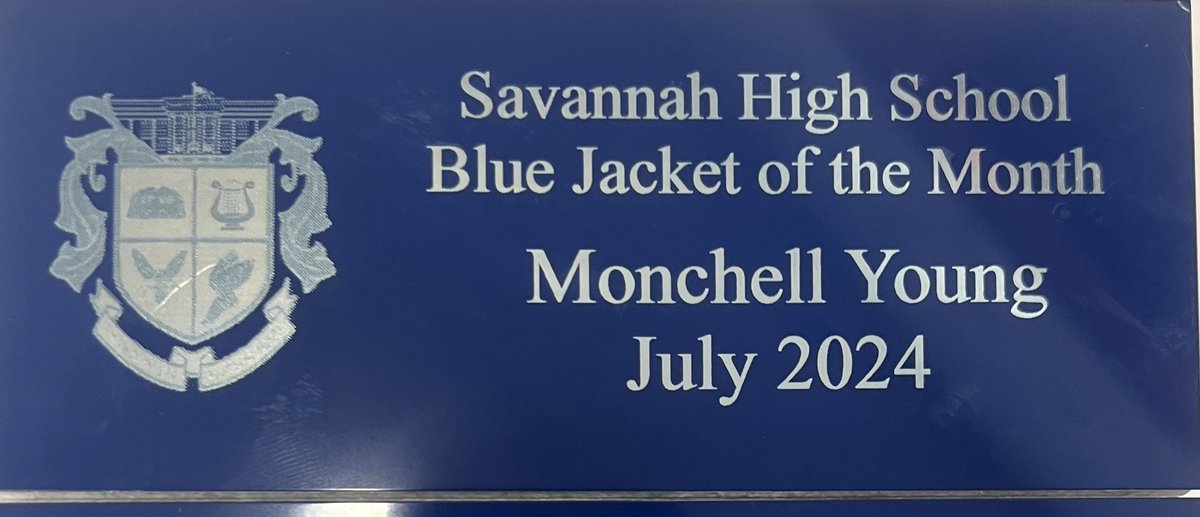 Savannah High School
Blue Jacket of the Month
Monchell Young
July 2024